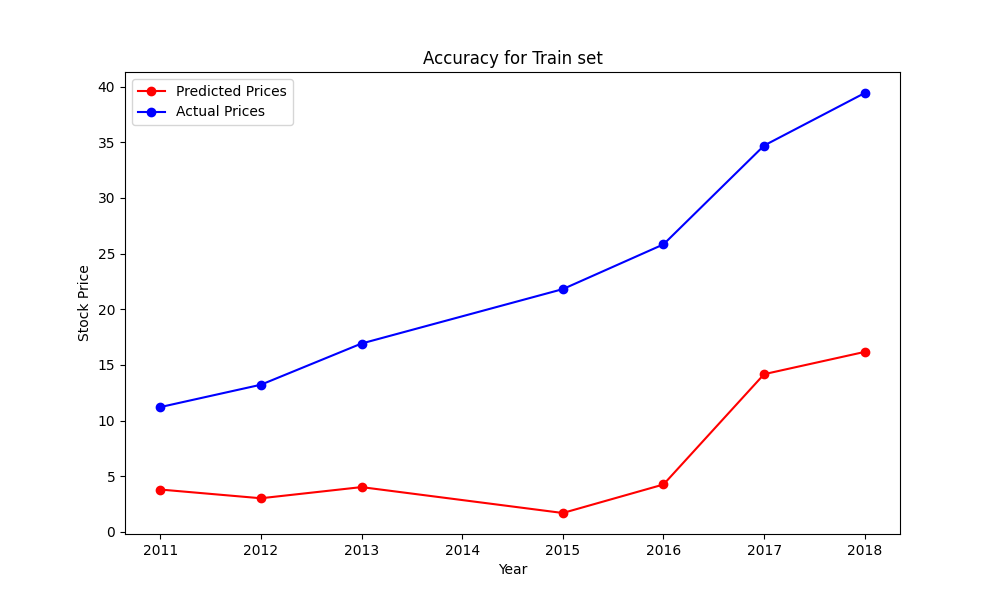 Accuracy for Train set
Predicted Prices
Actual Prices
40
35
30
25
20
15
10
5
0
Stock Price
2011 2012 2013 2014 2015 2016 2017 2018
Year